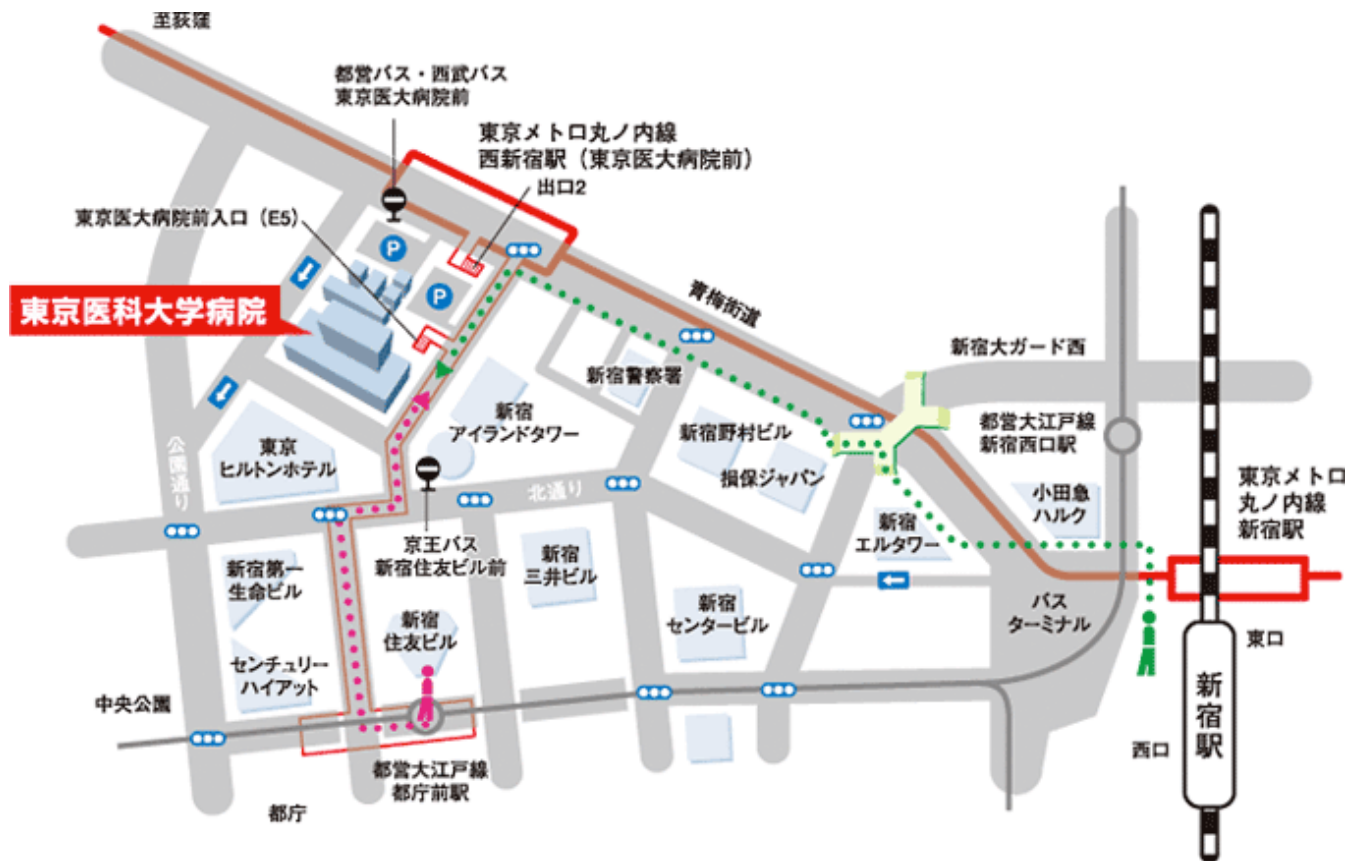 至荻窪
都営バス・西武バス
東京医大病院前
東京メトロ丸ノ内線
西新宿駅（東京医大病院前）
出口2
東京医大病院前入口（E5）
P
P
東京医科大学病院
青梅街道
新宿大ガード西
新宿警察署
新宿
アイランドタワー
新宿野村ビル
損保ジャパン
都営大江戸線
新宿西口駅
東京メトロ
丸ノ内線
新宿駅
小田急
ハルク
公園通り
東京
ヒルトンホテル
北通り
京王バス
新宿住友ビル前
新宿
三井ビル
新宿
エルタワー
新宿第一
生命ビル
新宿
住友ビル
新宿
センタービル
バス
ターミナル
東口
センチュリー
ハイアット
中央公園
新宿駅
西口
都営大江戸線
都庁前駅
都庁